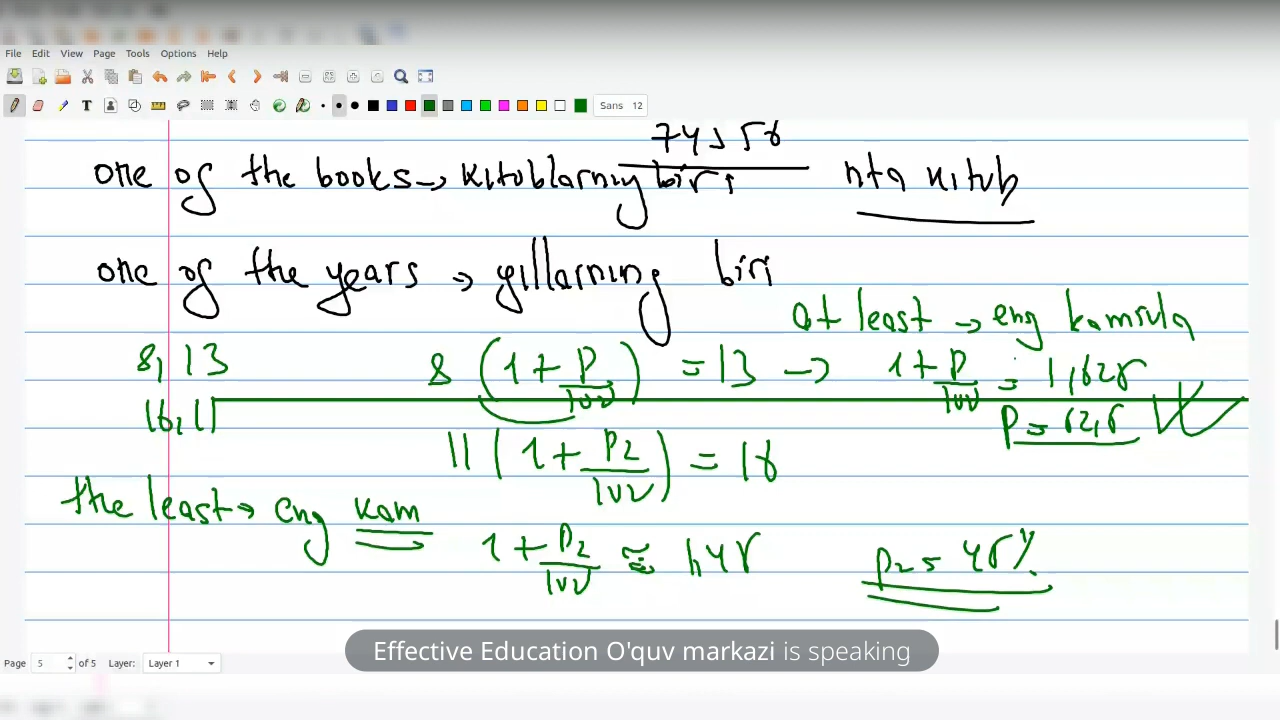 File Edit View Page Tools Options Help
T Sans 12
one of the books → kitoblarning biri nta kitob
one of the years → yillarning biri
at least → eng kamida
8, 13 8 (1 + P/100) = 13 → 1 + P/100 = 1,625
16, 11 P = 62,5
11 (1 + P2/100) = 16
the least → eng kam
1 + P2/100 ≈ 1,45 P2 = 45%
Effective Education O'quv markazi is speaking
Page 5 of 5 Layer: Layer 1